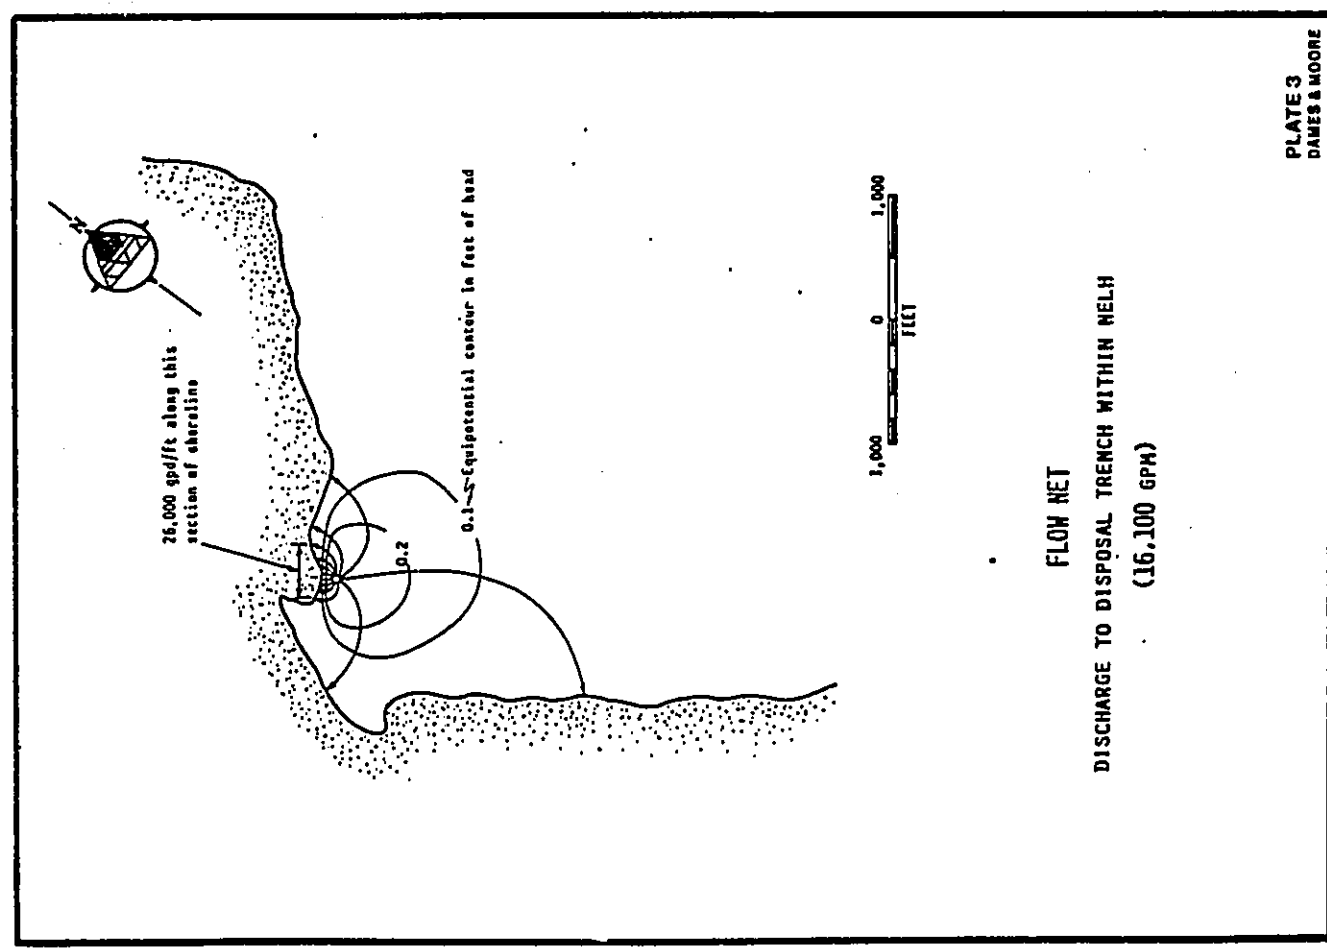 N
26,000 gpd/ft along this
section of shoreline
0.1
Equipotential contour in feet of head
0.2
1,000
0
1,000
FEET
FLOW NET
DISCHARGE TO DISPOSAL TRENCH WITHIN NELH
(16,100 GPM)
PLATE 3
DAMES & MOORE